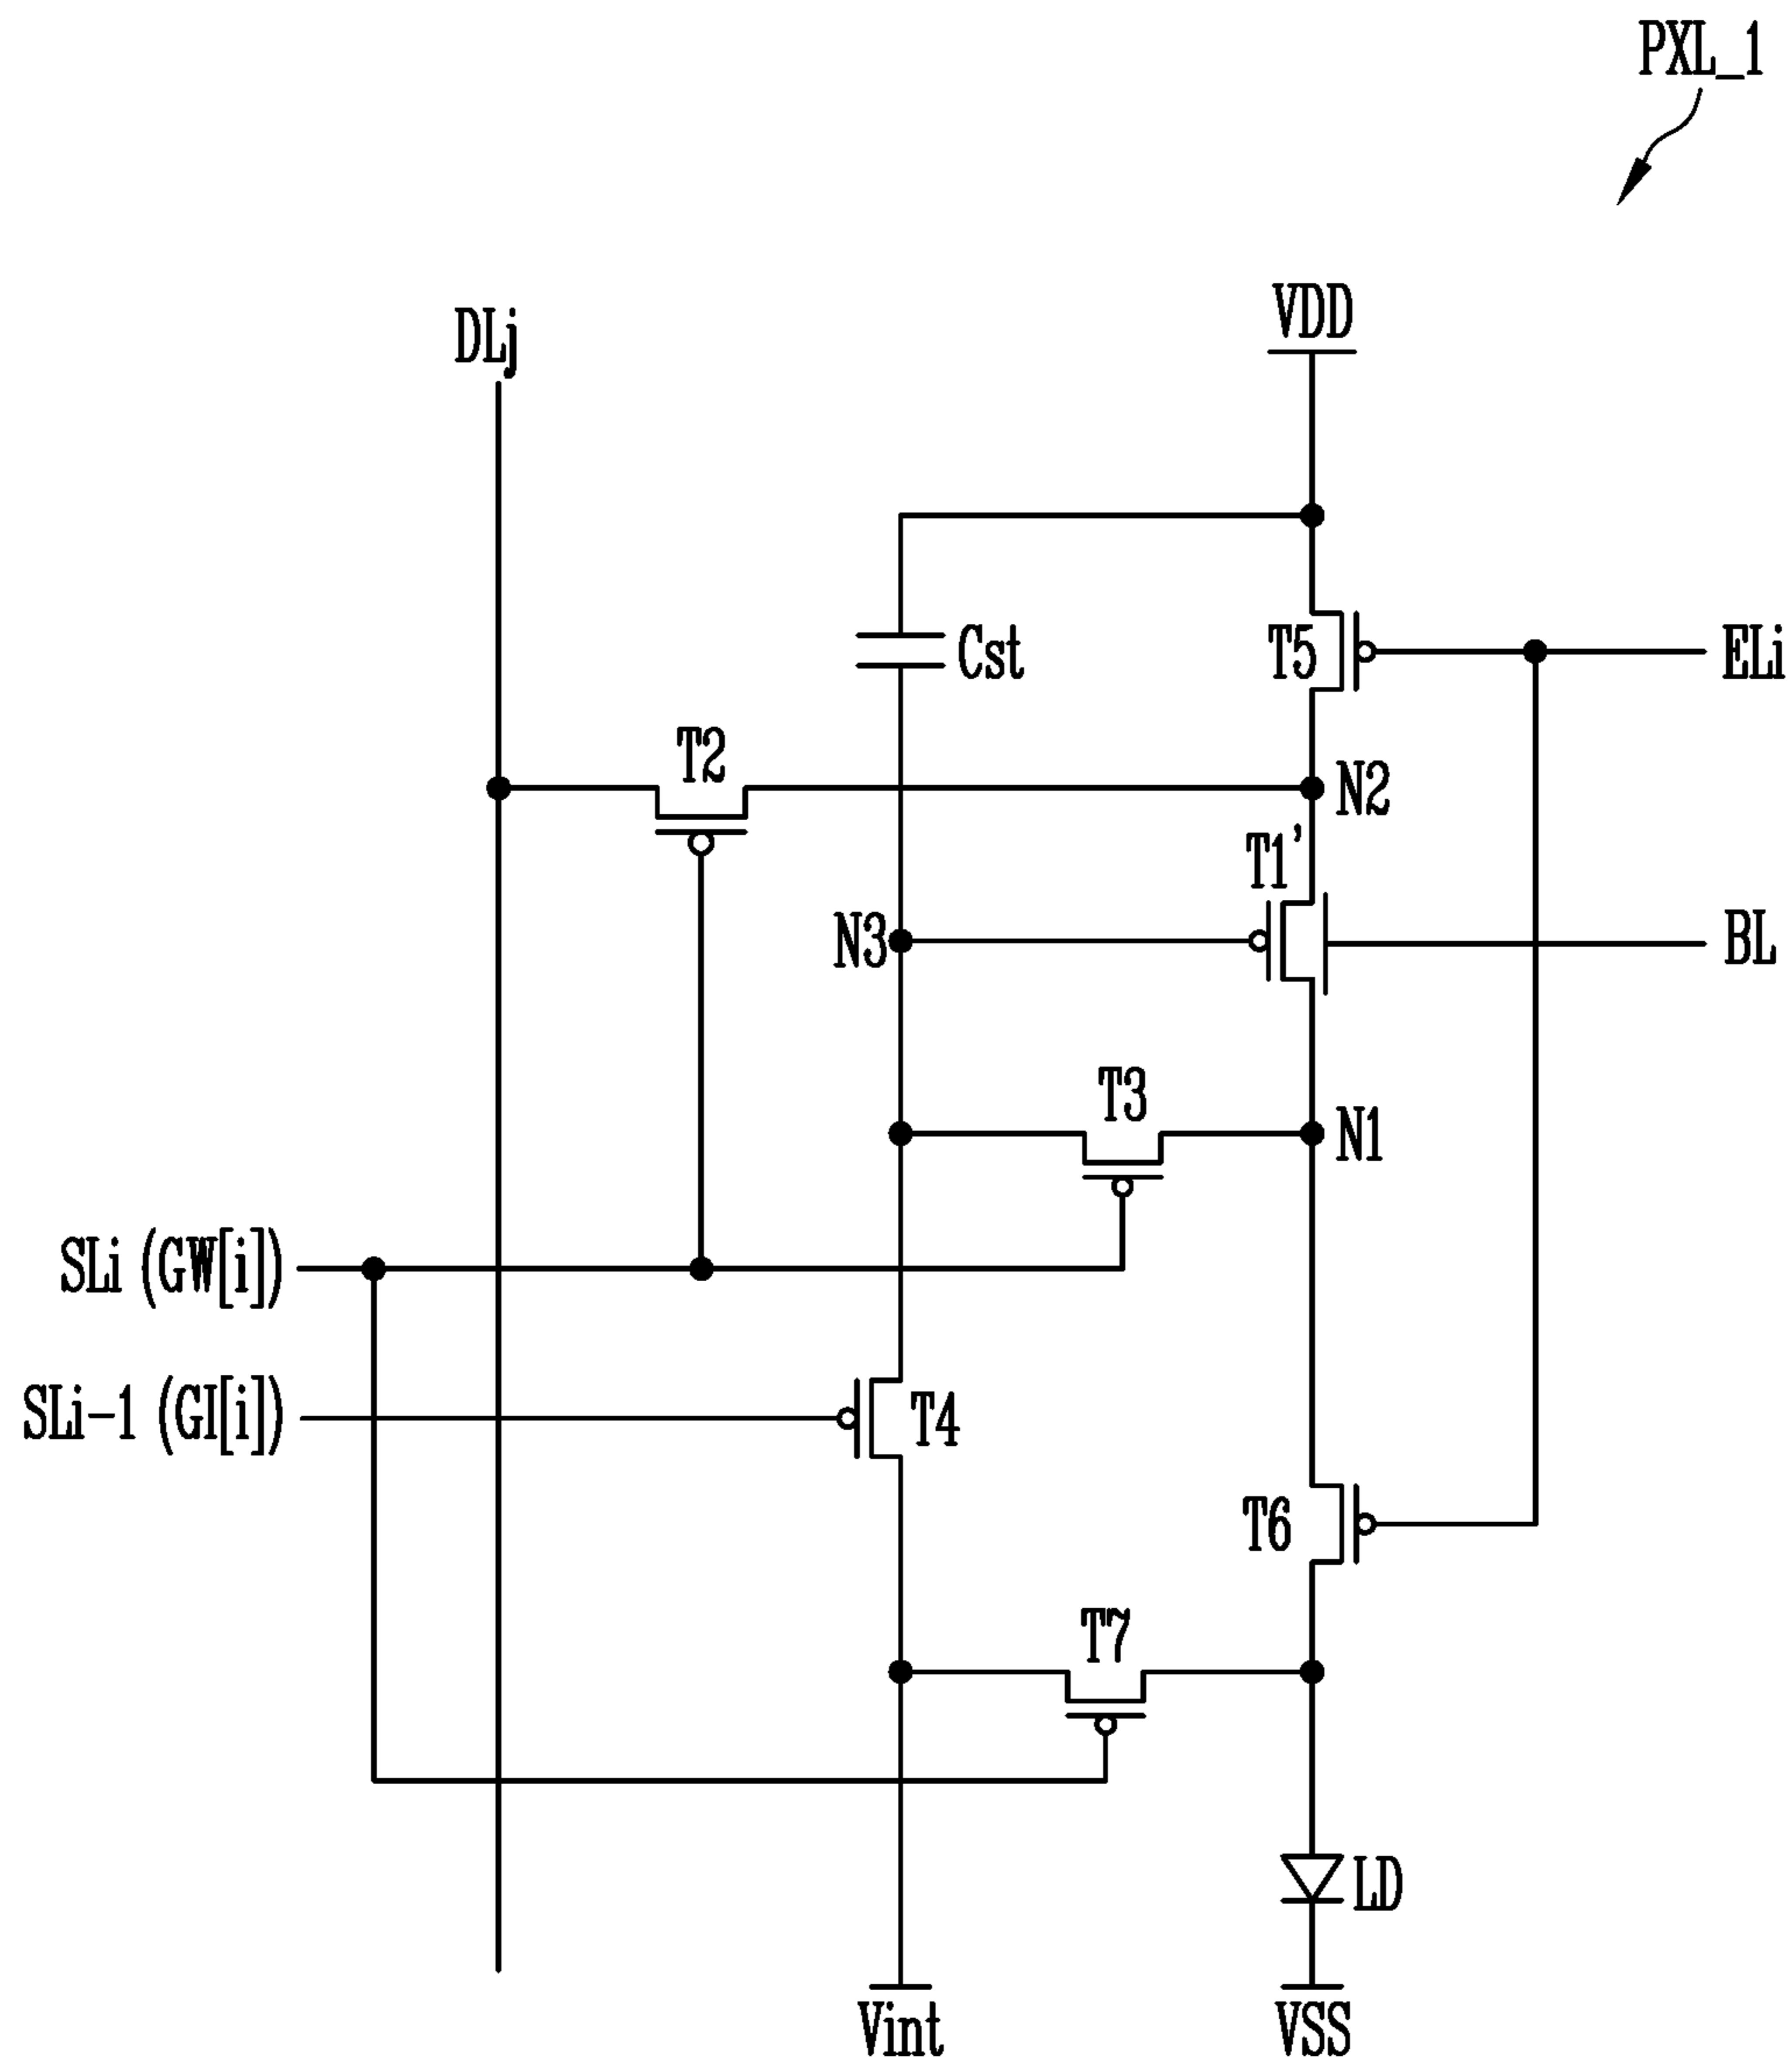 PXL_1
VDD
DLj
Cst
T5
ELi
T2
N2
T1'
N3
BL
T3
N1
SLi (GW[i])
SLi-1 (GI[i])
T4
T6
T7
LD
Vint
VSS